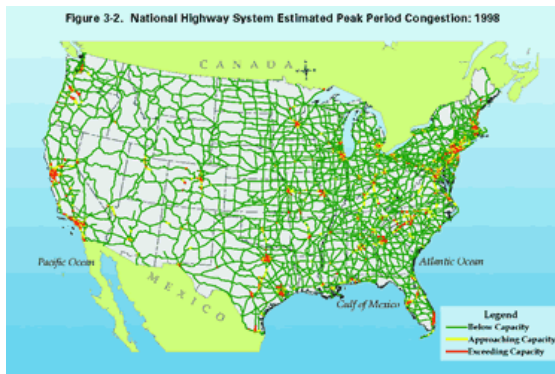 Figure 3-2. National Highway System Estimated Peak Period Congestion: 1998
CANADA
Pacific Ocean
Atlantic Ocean
MEXICO
Gulf of Mexico
Legend
Below Capacity
Approaching Capacity
Exceeding Capacity